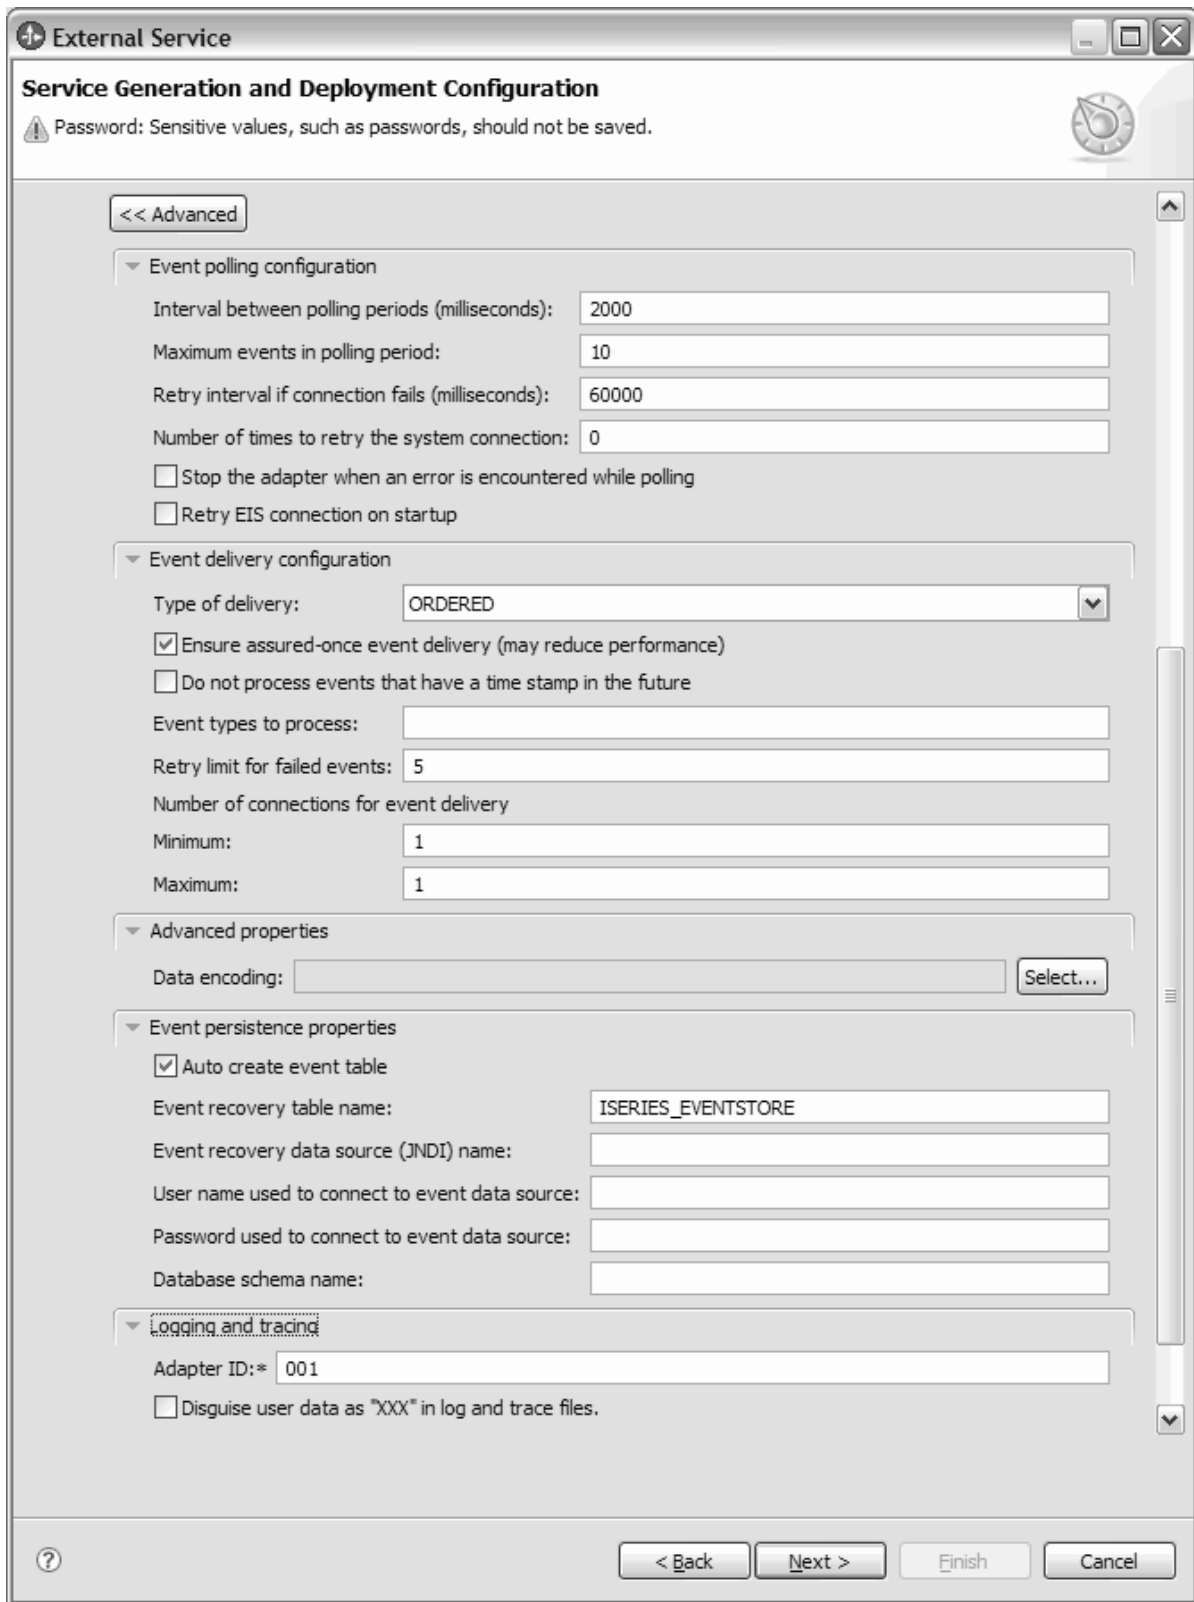 External Service
Service Generation and Deployment Configuration
Password: Sensitive values, such as passwords, should not be saved.
<< Advanced
Event polling configuration
Interval between polling periods (milliseconds): 2000
Maximum events in polling period: 10
Retry interval if connection fails (milliseconds): 60000
Number of times to retry the system connection: 0
Stop the adapter when an error is encountered while polling
Retry EIS connection on startup
Event delivery configuration
Type of delivery: ORDERED
Ensure assured-once event delivery (may reduce performance)
Do not process events that have a time stamp in the future
Event types to process:
Retry limit for failed events: 5
Number of connections for event delivery
Minimum: 1
Maximum: 1
Advanced properties
Data encoding: Select...
Event persistence properties
Auto create event table
Event recovery table name: ISERIES_EVENTSTORE
Event recovery data source (JNDI) name:
User name used to connect to event data source:
Password used to connect to event data source:
Database schema name:
Logging and tracing
Adapter ID:* 001
Disguise user data as "XXX" in log and trace files.
? < Back Next > Finish Cancel